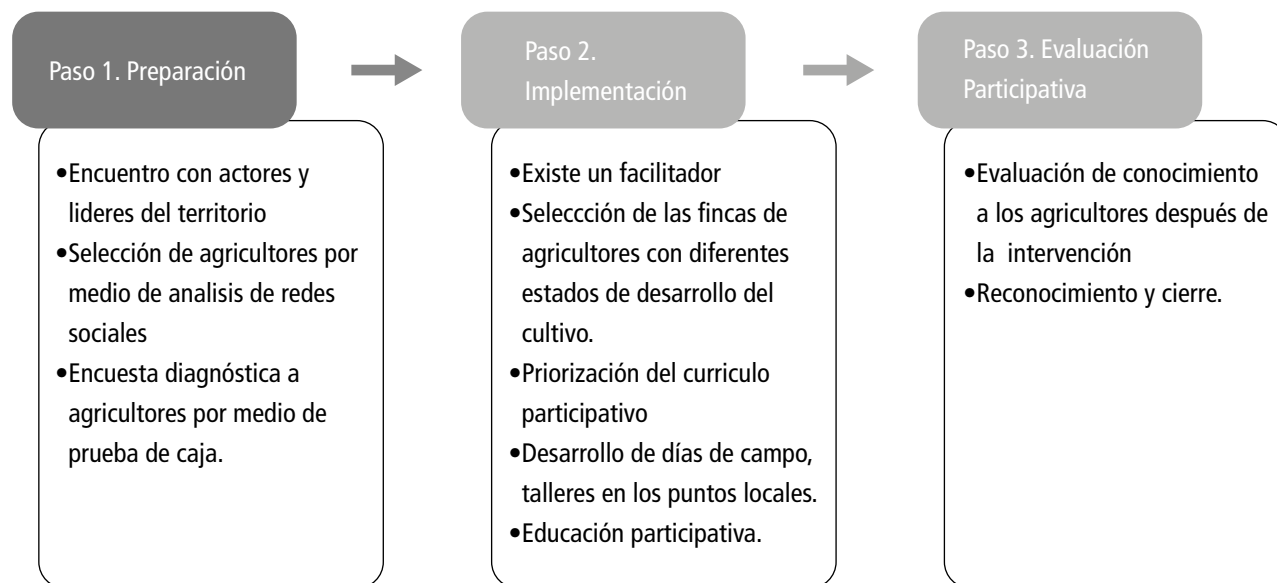 Paso 1. Preparación
•Encuentro con actores y
lideres del territorio
•Selección de agricultores por
medio de analisis de redes
sociales
•Encuesta diagnóstica a
agricultores por medio de
prueba de caja.
Paso 2.
Implementación
•Existe un facilitador
•Seleccción de las fincas de
agricultores con diferentes
estados de desarrollo del
cultivo.
•Priorización del curriculo
participativo
•Desarrollo de días de campo,
talleres en los puntos locales.
•Educación participativa.
Paso 3. Evaluación
Participativa
•Evaluación de conocimiento
a los agricultores después de
la intervención
•Reconocimiento y cierre.